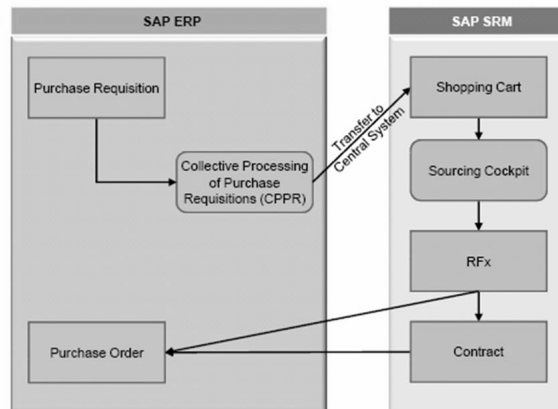 SAP ERP
SAP SRM
Purchase Requisition
Collective Processing
of Purchase
Requisitions (CPPR)
Transfer to
Central System
Shopping Cart
Sourcing Cockpit
RFx
Contract
Purchase Order